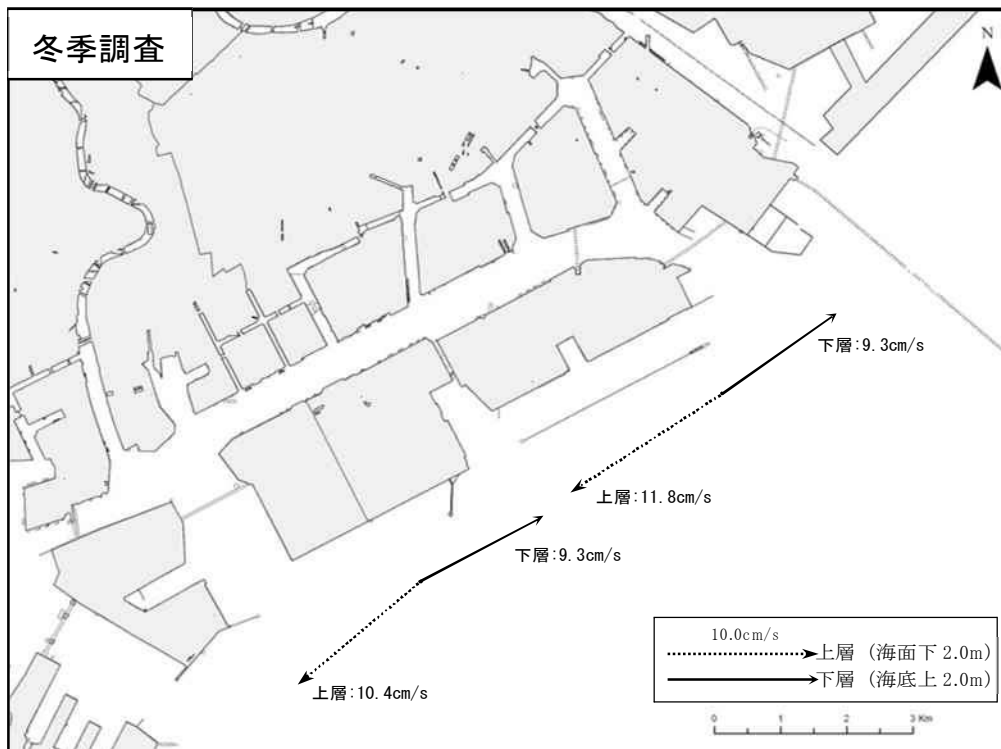 冬季調査
N
下層:9.3cm/s
上層:11.8cm/s
下層:9.3cm/s
上層:10.4cm/s
10.0cm/s
上層 (海面下 2.0m)
下層 (海底上 2.0m)
0 1 2 3 Km